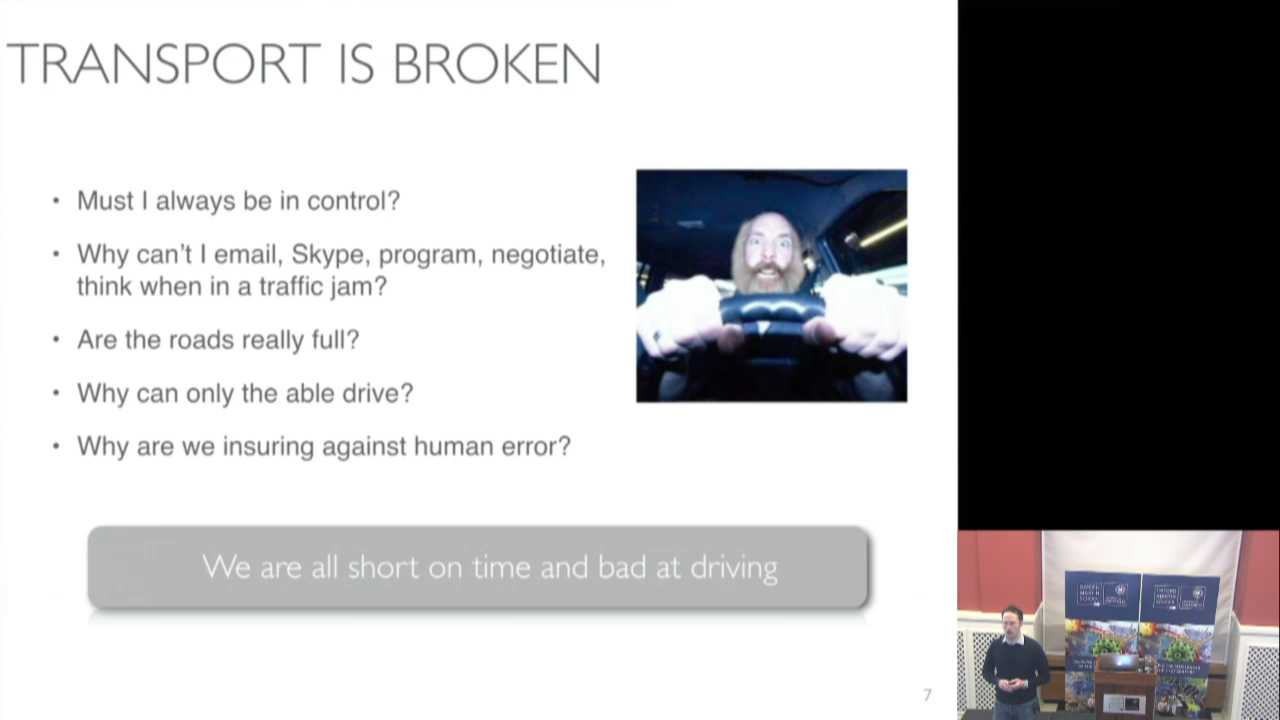 TRANSPORT IS BROKEN
• Must I always be in control?
• Why can't I email, Skype, program, negotiate,
think when in a traffic jam?
• Are the roads really full?
• Why can only the able drive?
• Why are we insuring against human error?
We are all short on time and bad at driving
7